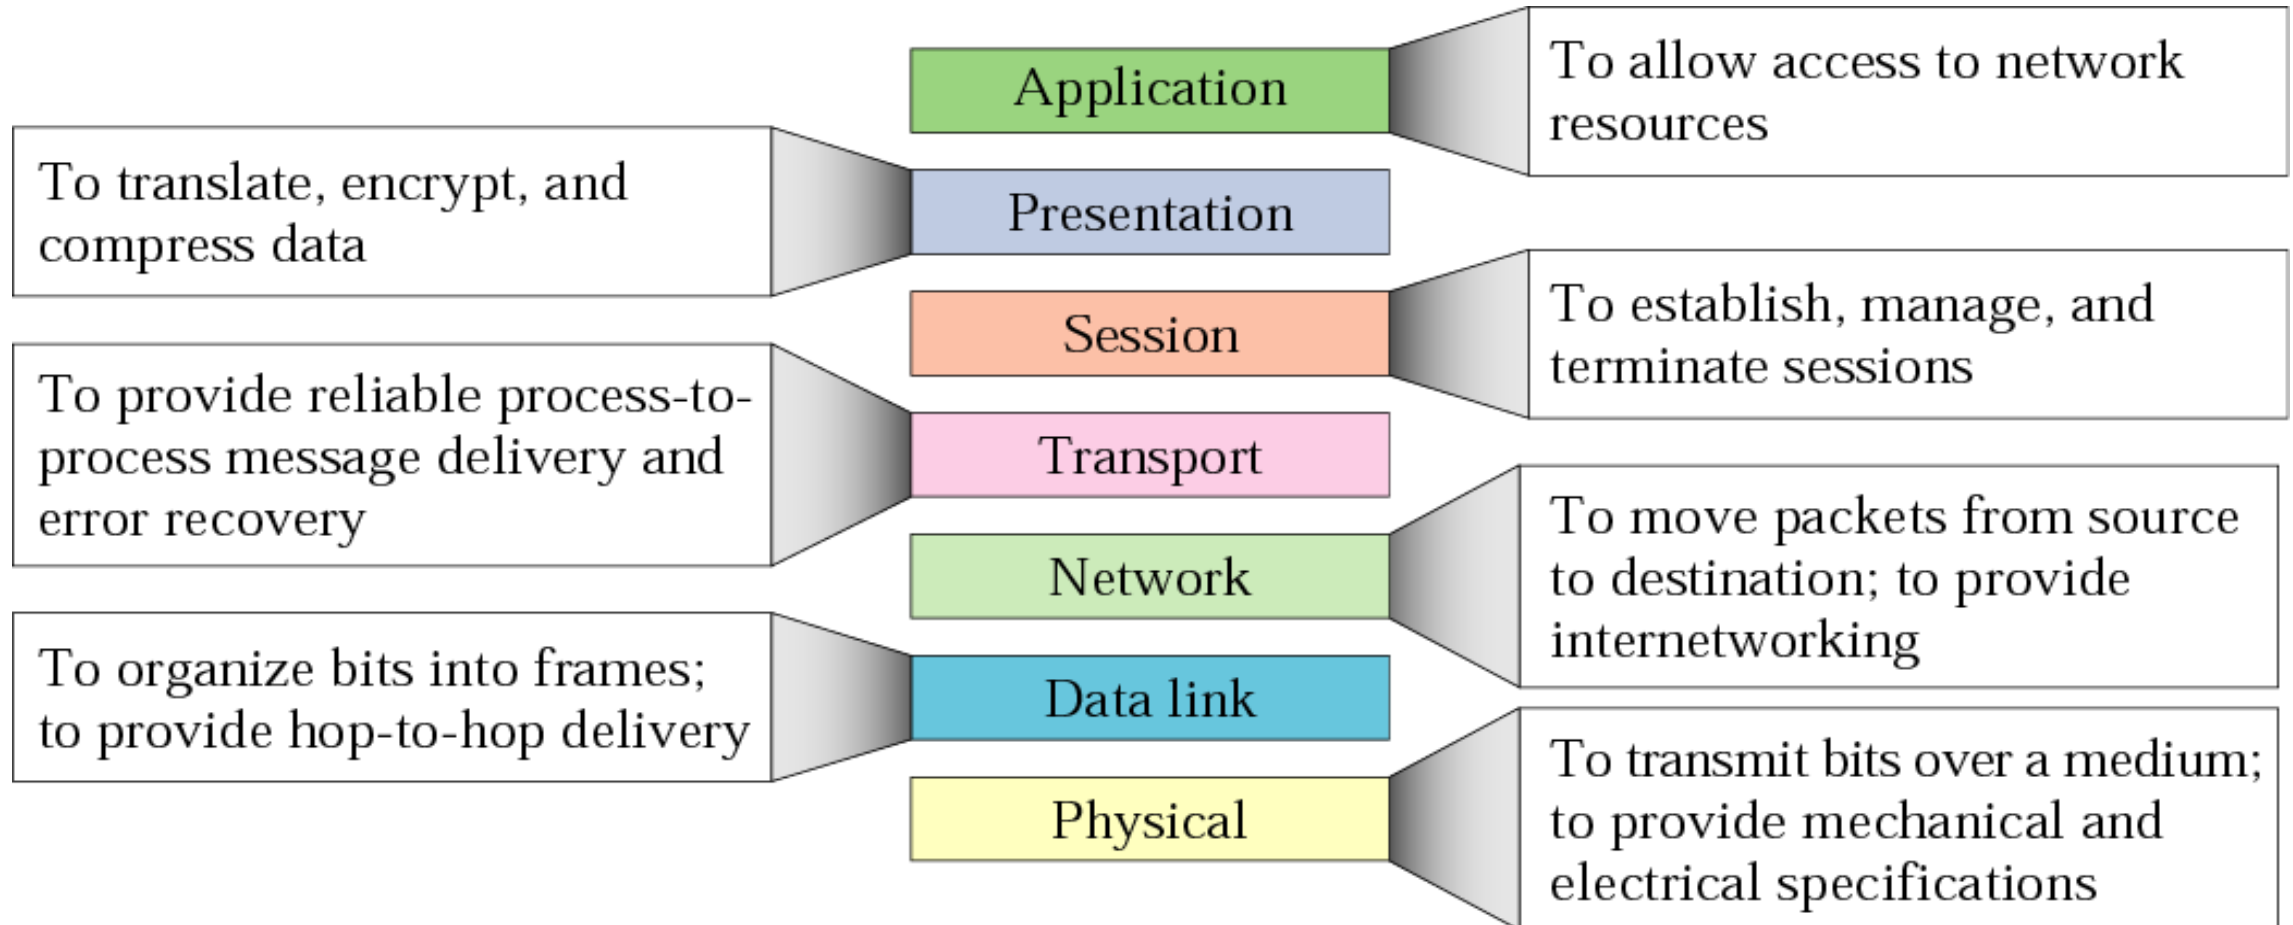 Application
To allow access to network
resources
To translate, encrypt, and
compress data
Presentation
Session
To establish, manage, and
terminate sessions
To provide reliable process-to-
process message delivery and
error recovery
Transport
Network
To move packets from source
to destination; to provide
internetworking
To organize bits into frames;
to provide hop-to-hop delivery
Data link
Physical
To transmit bits over a medium;
to provide mechanical and
electrical specifications